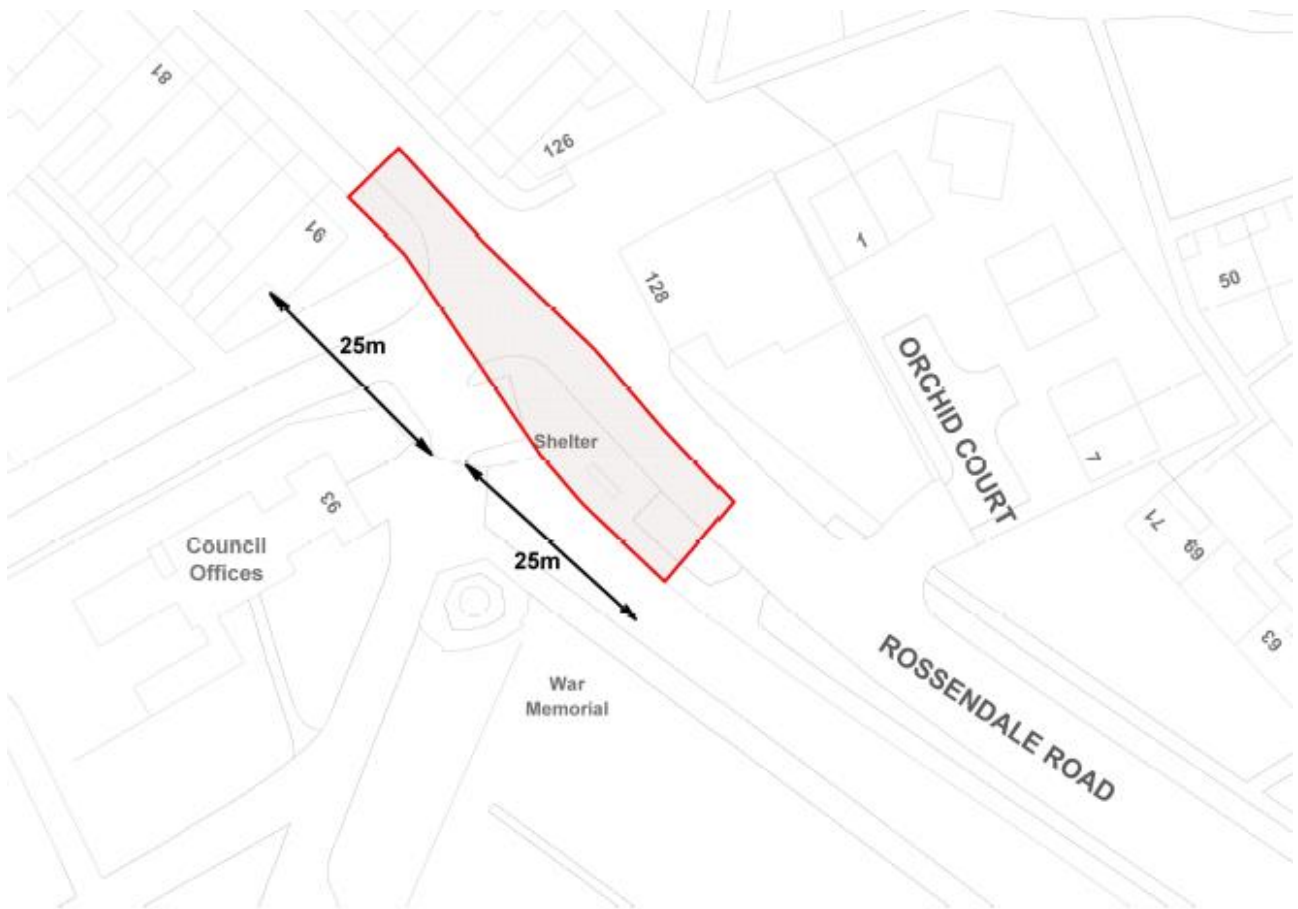 81
126
91
1
50
128
25m
ORCHID COURT
Shelter
7
71
69
93
Council
Offices
25m
63
ROSSENDALE ROAD
War
Memorial